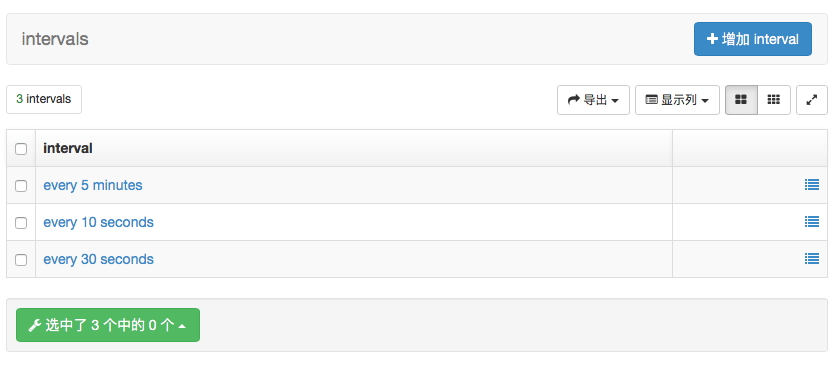 intervals
增加 interval
3 intervals
导出
显示列
interval
every 5 minutes
every 10 seconds
every 30 seconds
选中了 3 个中的 0 个